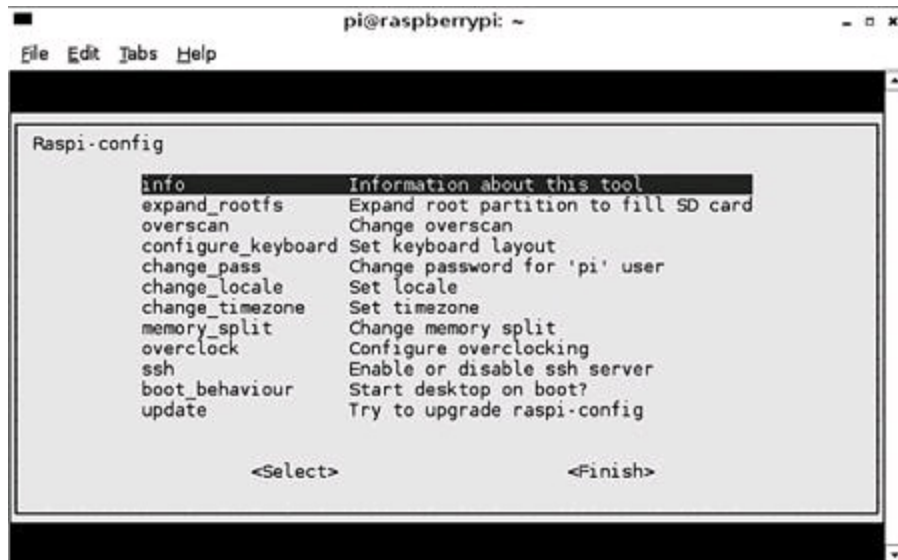 pi@raspberrypi: ~
File Edit Tabs Help
Raspi-config
info Information about this tool
expand_rootfs Expand root partition to fill SD card
overscan Change overscan
configure_keyboard Set keyboard layout
change_pass Change password for 'pi' user
change_locale Set locale
change_timezone Set timezone
memory_split Change memory split
overclock Configure overclocking
ssh Enable or disable ssh server
boot_behaviour Start desktop on boot?
update Try to upgrade raspi-config
<Select> <Finish>